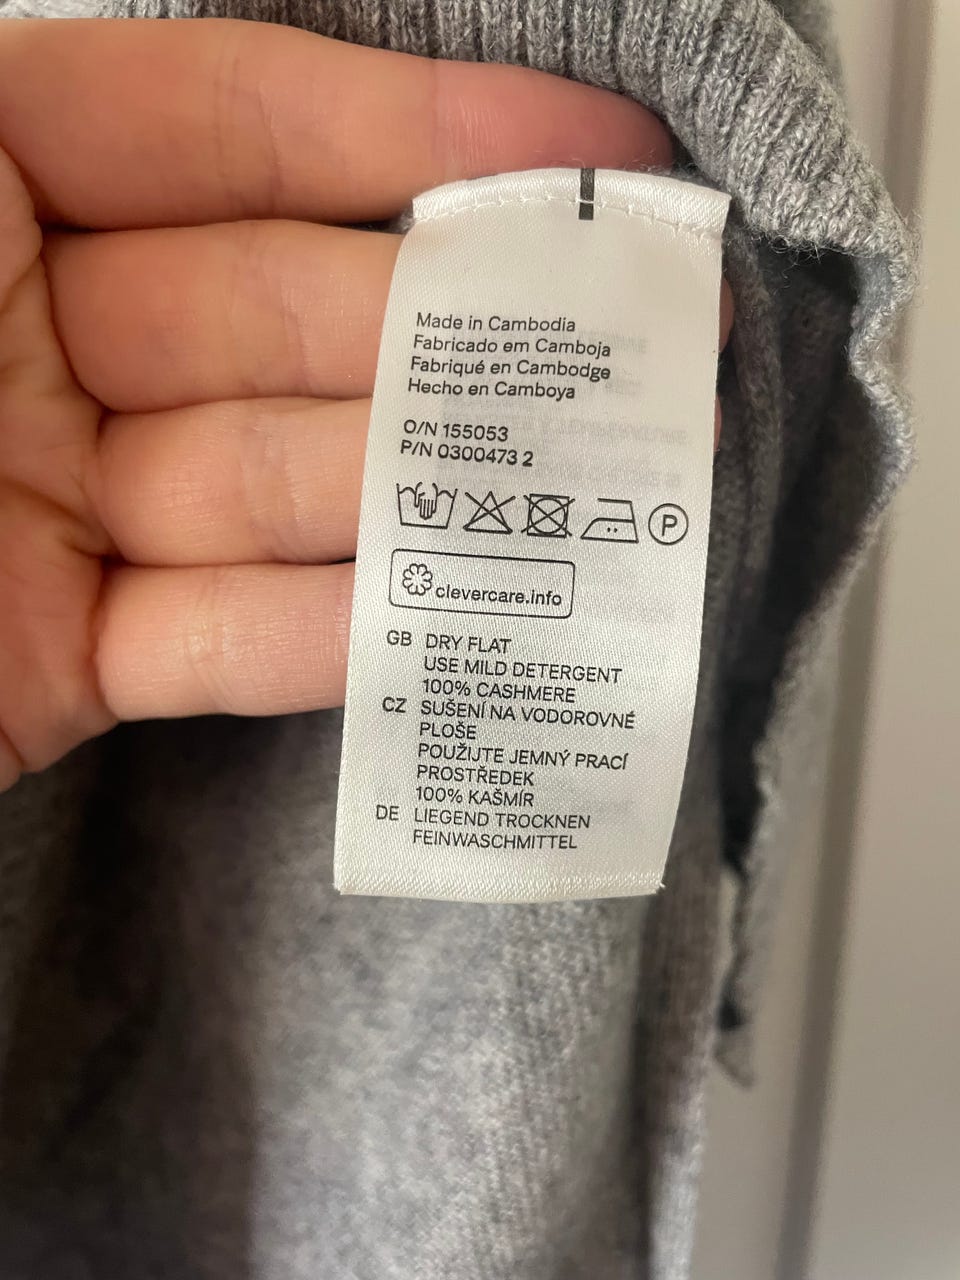 Made in Cambodia
Fabricado em Camboja
Fabriqué en Cambodge
Hecho en Camboya
O/N 155053
P/N 0300473 2
P
clevercare.info
GB DRY FLAT
USE MILD DETERGENT
100% CASHMERE
CZ SUŠENÍ NA VODOROVNÉ
PLOŠE
POUŽIJTE JEMNÝ PRACÍ
PROSTŘEDEK
100% KAŠMÍR
DE LIEGEND TROCKNEN
FEINWASCHMITTEL